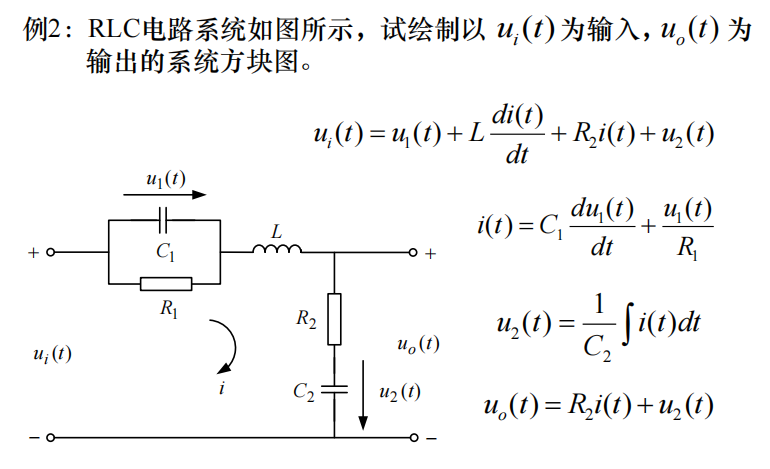 例2：RLC电路系统如图所示，试绘制以 u_i(t) 为输入，u_o(t) 为
输出的系统方块图。
u_i(t) = u_1(t) + L di(t)/dt + R_2 i(t) + u_2(t)
u_1(t)
i(t) = C_1 du_1(t)/dt + u_1(t)/R_1
C_1
L
+
+
R_1
R_2
u_2(t) = 1/C_2 ∫ i(t)dt
u_i(t)
u_o(t)
i
C_2
u_2(t)
u_o(t) = R_2 i(t) + u_2(t)
−
−